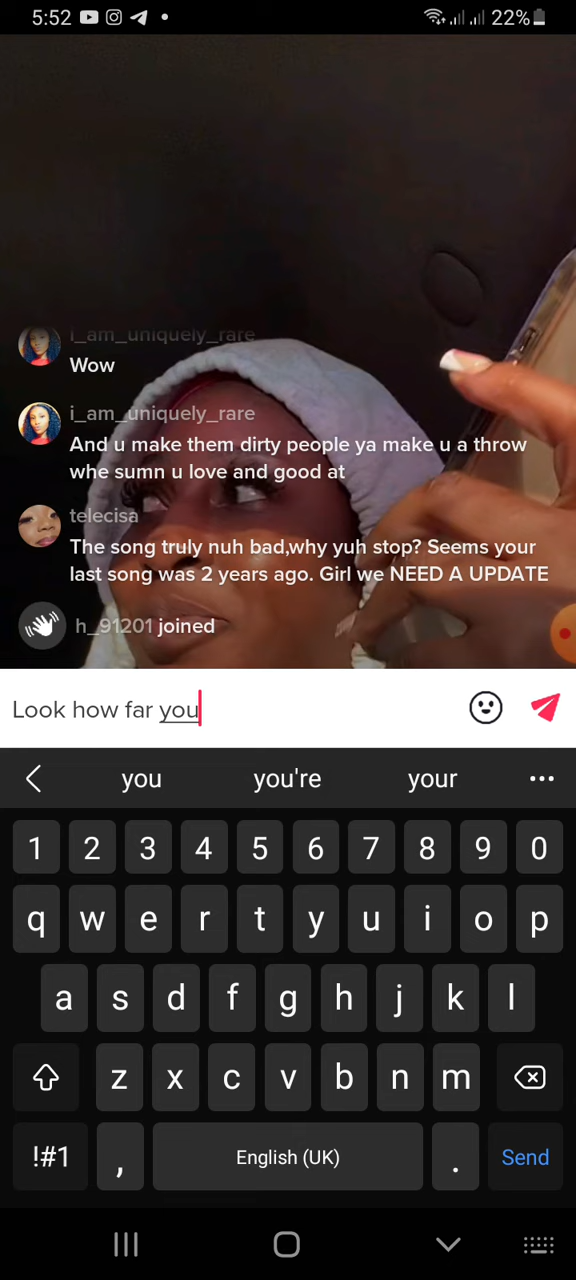 5:52
22%
i_am_uniquely_rare
Wow
i_am_uniquely_rare
And u make them dirty people ya make u a throw
whe sumn u love and good at
telecisa
The song truly nuh bad,why yuh stop? Seems your
last song was 2 years ago. Girl we NEED A UPDATE
h_91201 joined
Look how far you
you you're your
1 2 3 4 5 6 7 8 9 0
q w e r t y u i o p
a s d f g h j k l
z x c v b n m
!#1 , English (UK) . Send